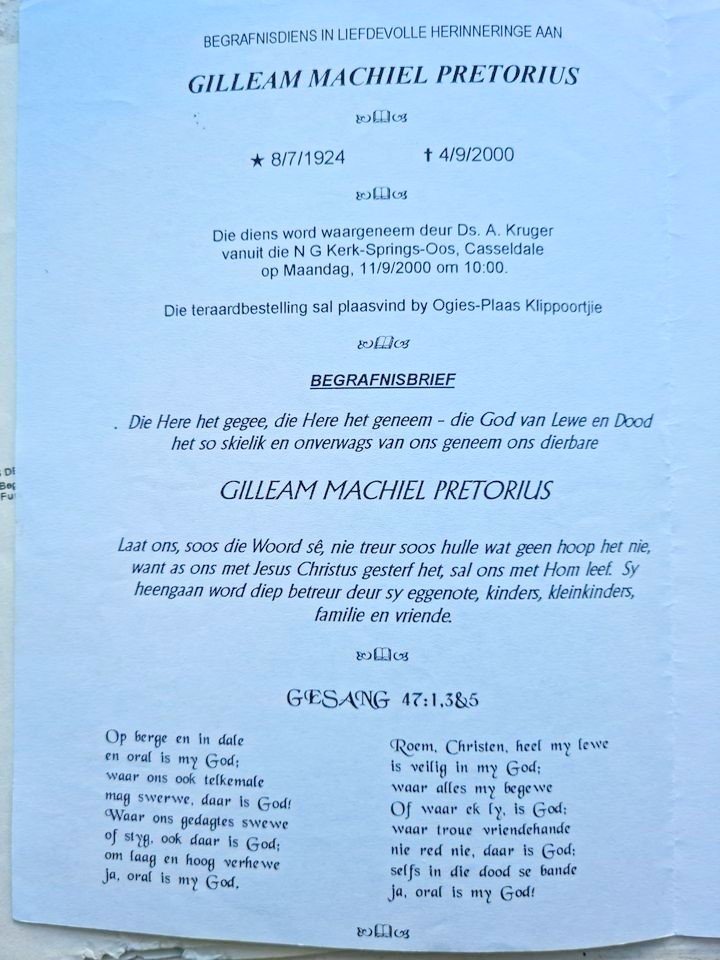 BEGRAFNISDIENS IN LIEFDEVOLLE HERINNERINGE AAN
GILLEAM MACHIEL PRETORIUS
★ 8/7/1924 ✝ 4/9/2000
Die diens word waargeneem deur Ds. A. Kruger
vanuit die N G Kerk-Springs-Oos, Casseldale
op Maandag, 11/9/2000 om 10:00.
Die teraardbestelling sal plaasvind by Ogies-Plaas Klippoortjie
BEGRAFNISBRIEF
. Die Here het gegee, die Here het geneem - die God van Lewe en Dood
het so skielik en onverwags van ons geneem ons dierbare
GILLEAM MACHIEL PRETORIUS
Laat ons, soos die Woord sê, nie treur soos hulle wat geen hoop het nie,
want as ons met Jesus Christus gesterf het, sal ons met Hom leef. Sy
heengaan word diep betreur deur sy eggenote, kinders, kleinkinders,
familie en vriende.
GESANG 47:1,3&5
Op berge en in dale
en oral is my God;
waar ons ook telkemale
mag swerwe, daar is God!
Waar ons gedagtes swewe
of styg, ook daar is God;
om laag en hoog verhewe
ja, oral is my God.
Roem, Christen, heel my lewe
is veilig in my God;
waar alles my begewe
Of waar ek ly, is God;
waar troue vriendehande
nie red nie, daar is God;
selfs in die dood se bande
ja, oral is my God!